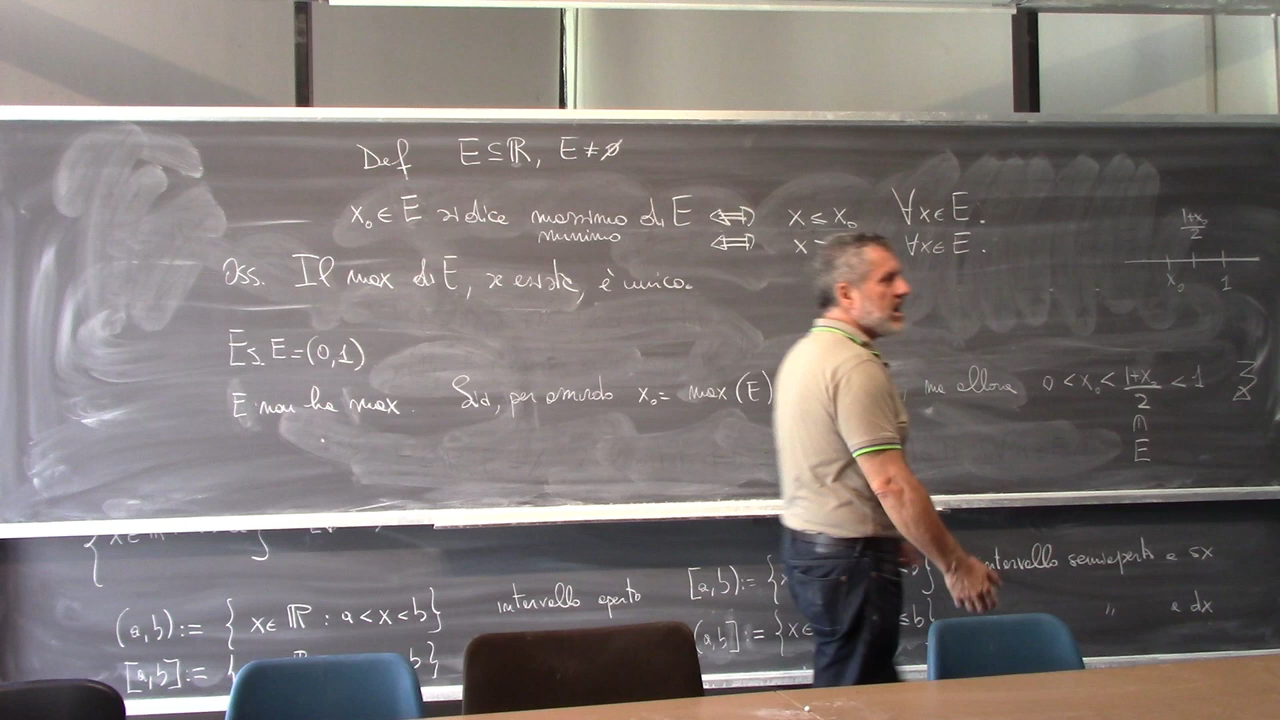 Def E⊆ℝ, E≠∅
x₀∈E si dice massimo di E ⟺ x≤x₀ ∀x∈E.
minimo ⟺ x ∀x∈E.
Oss. Il max di E, se esiste, è unico.
1+x₀
2
x₀ 1
Es. E=(0,1)
E non ha max. Sia, per assurdo x₀= max(E) , ma allora 0<x₀<(1+x₀)/2<1
∈
E
(a,b):= { x∈ℝ : a<x<b} intervallo aperto
[a,b]:= { b}
[a,b):= {x b} intervallo semiaperto a sx
(a,b]:= {x∈ ≤b} " a dx